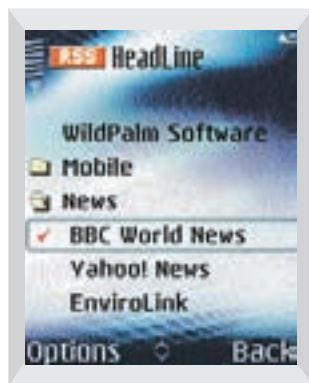 RSS HeadLine
WildPalm Software
Mobile
News
BBC World News
Yahoo! News
EnviroLink
Options Back